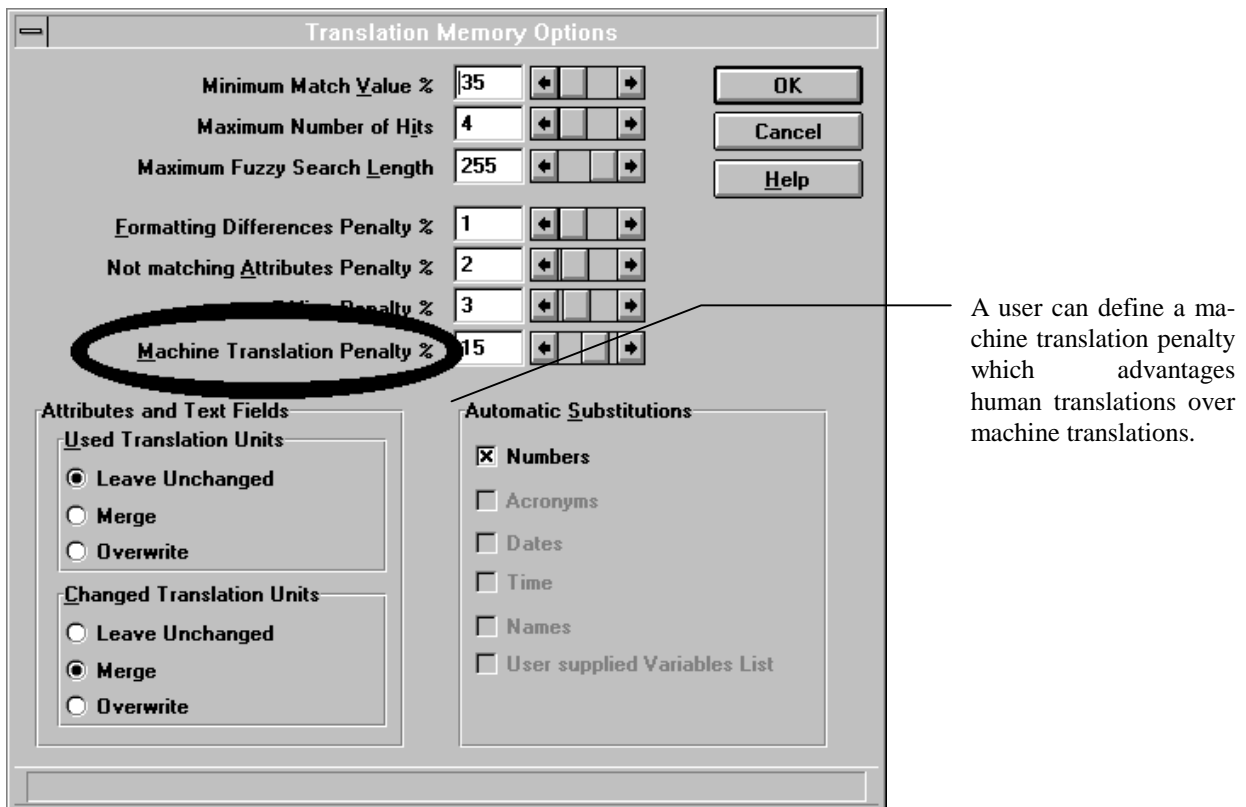 Translation Memory Options
Minimum Match Value % 35
OK
Maximum Number of Hits 4
Cancel
Maximum Fuzzy Search Length 255
Help
Formatting Differences Penalty % 1
Not matching Attributes Penalty % 2
Penalty % 3
Machine Translation Penalty % 15
A user can define a ma-
chine translation penalty
which advantages
human translations over
machine translations.
Attributes and Text Fields
Used Translation Units
Leave Unchanged
Merge
Overwrite
Changed Translation Units
Leave Unchanged
Merge
Overwrite
Automatic Substitutions
Numbers
Acronyms
Dates
Time
Names
User supplied Variables List